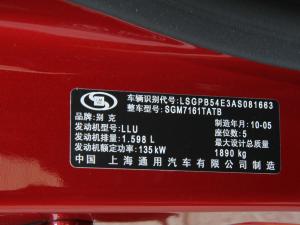 车辆识别代号: LSGPB54E3AS081663
整车型号: SGM7161TATB
品牌: 别克
制造年月 10-05
发动机型号: LLU
座位数: 5
发动机排量: 1.598 L
最大设计总质量
发动机额定功率: 135 kW
1890 kg
中国 上海通用汽车有限公司 制造